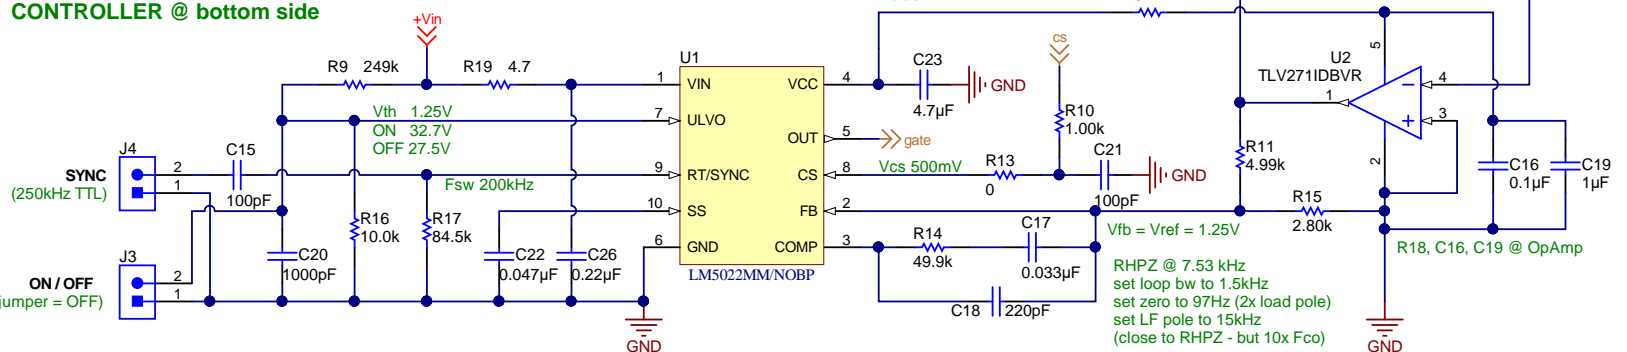 CONTROLLER @ bottom side
+Vin
R9 249k
R19 4.7
Vth 1.25V
ON 32.7V
OFF 27.5V
J4
SYNC
(250kHz TTL)
2
1
C15
100pF
Fsw 200kHz
R16
10.0k
R17
84.5k
C20
1000pF
C22
0.047µF
C26
0.22µF
J3
ON / OFF
jumper = OFF)
2
1
GND
U1
1 VIN
7 ULVO
9 RT/SYNC
10 SS
6 GND
VCC 4
OUT 5
CS 8
FB 2
COMP 3
LM5022MM/NOBP
C23
4.7µF
GND
gate
cs
R10
1.00k
Vcs 500mV
R13
0
C21
100pF
GND
R14
49.9k
C17
0.033µF
C18 220pF
Vfb = Vref = 1.25V
RHPZ @ 7.53 kHz
set loop bw to 1.5kHz
set zero to 97Hz (2x load pole)
set LF pole to 15kHz
(close to RHPZ - but 10x Fco)
R11
4.99k
R15
2.80k
U2
TLV271IDBVR
5
4
1
3
2
C16
0.1µF
C19
1µF
R18, C16, C19 @ OpAmp
GND